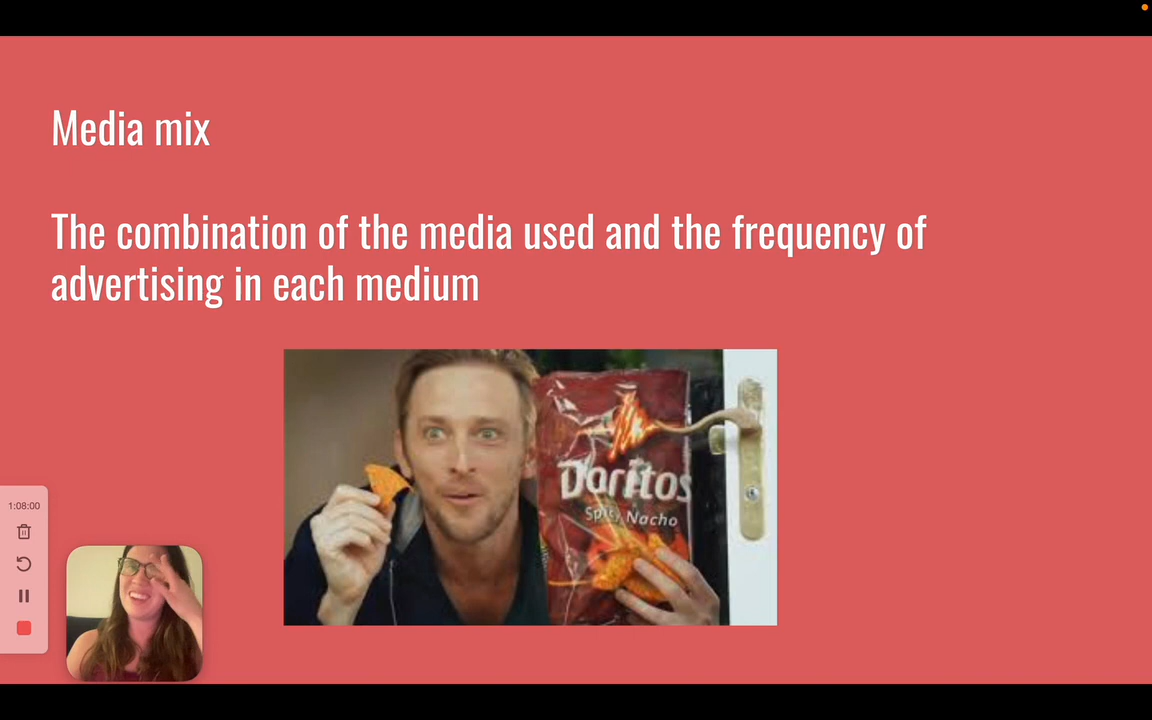 Media mix
The combination of the media used and the frequency of
advertising in each medium
Doritos
Spicy Nacho
1:08:00